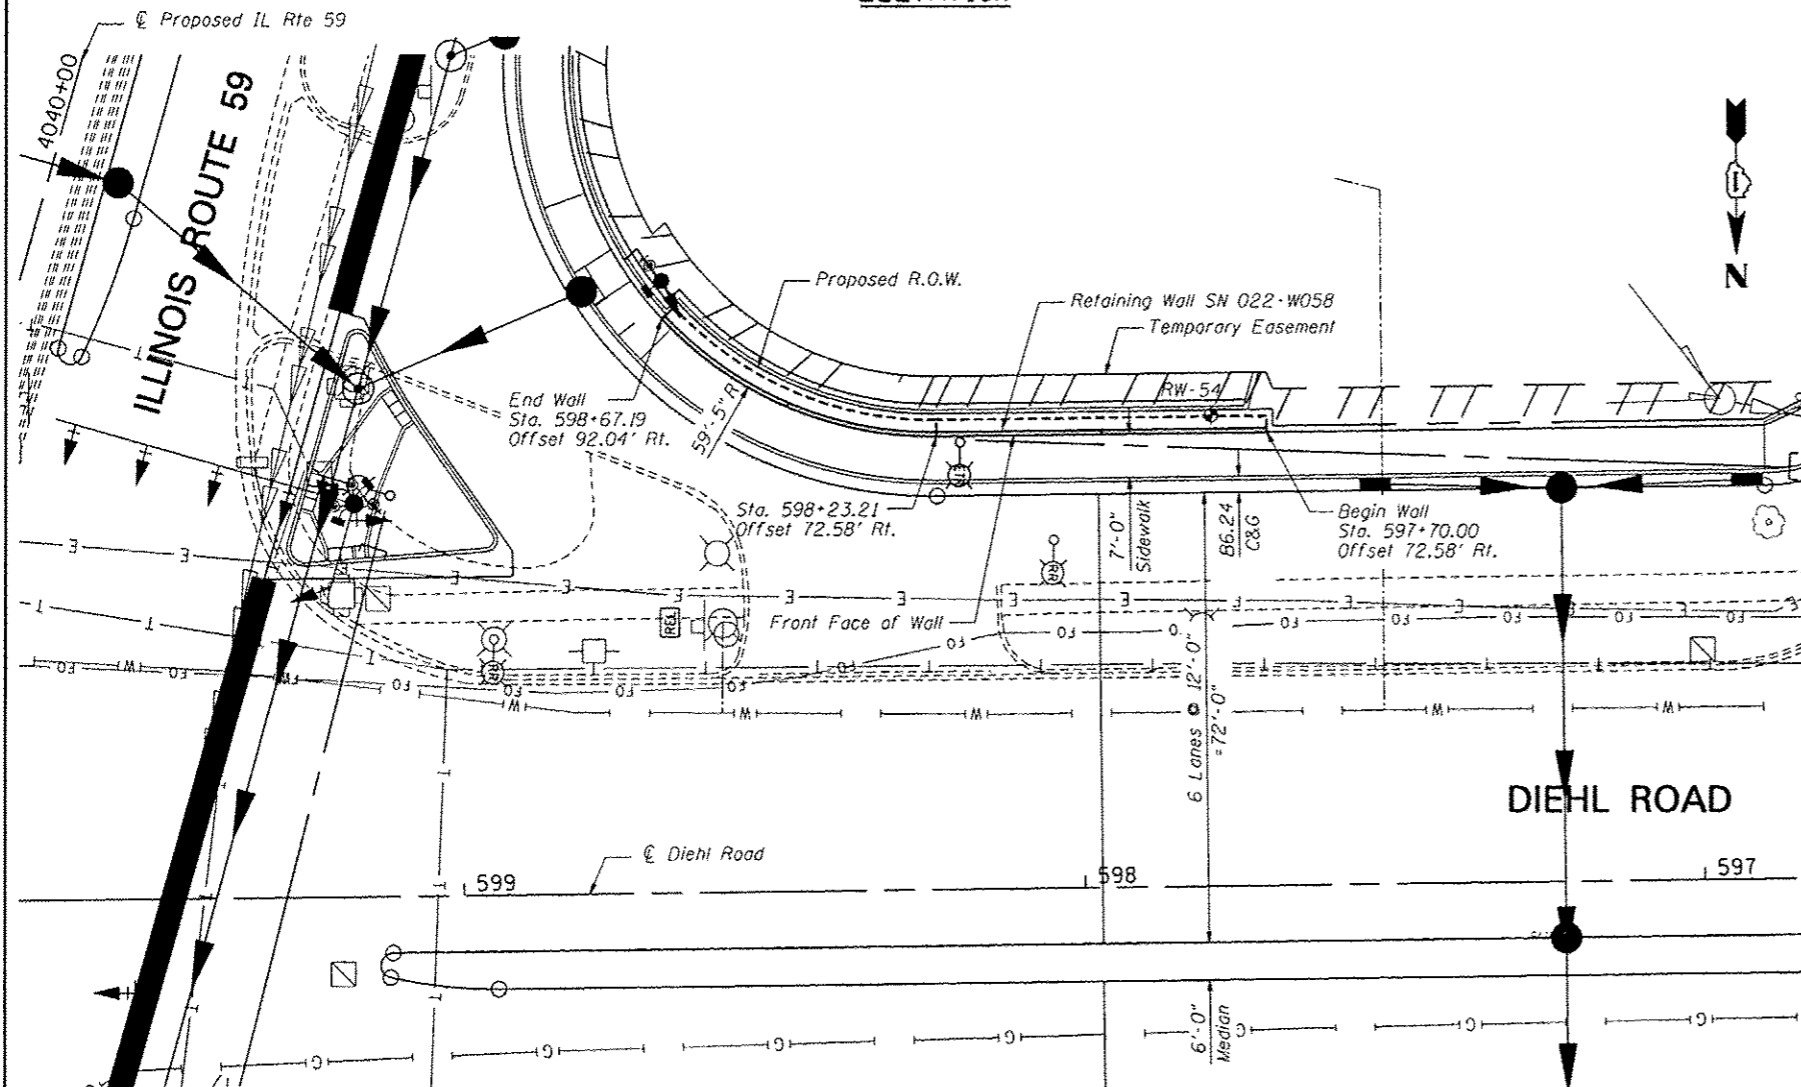 ℄ Proposed IL Rte 59
4040+00
ILLINOIS ROUTE 59
Proposed R.O.W.
Retaining Wall SN 022-W058
Temporary Easement
N
RW-54
End Wall
Sta. 598+67.19
Offset 92.04' Rt.
59'-5" R
Sta. 598+23.21
Offset 72.58' Rt.
7'-0"
Sidewalk
B6.24
C&G
Begin Wall
Sta. 597+70.00
Offset 72.58' Rt.
Front Face of Wall
6 Lanes @ 12'-0"
=72'-0"
DIEHL ROAD
℄ Diehl Road
599
598
597
6'-0"
Median